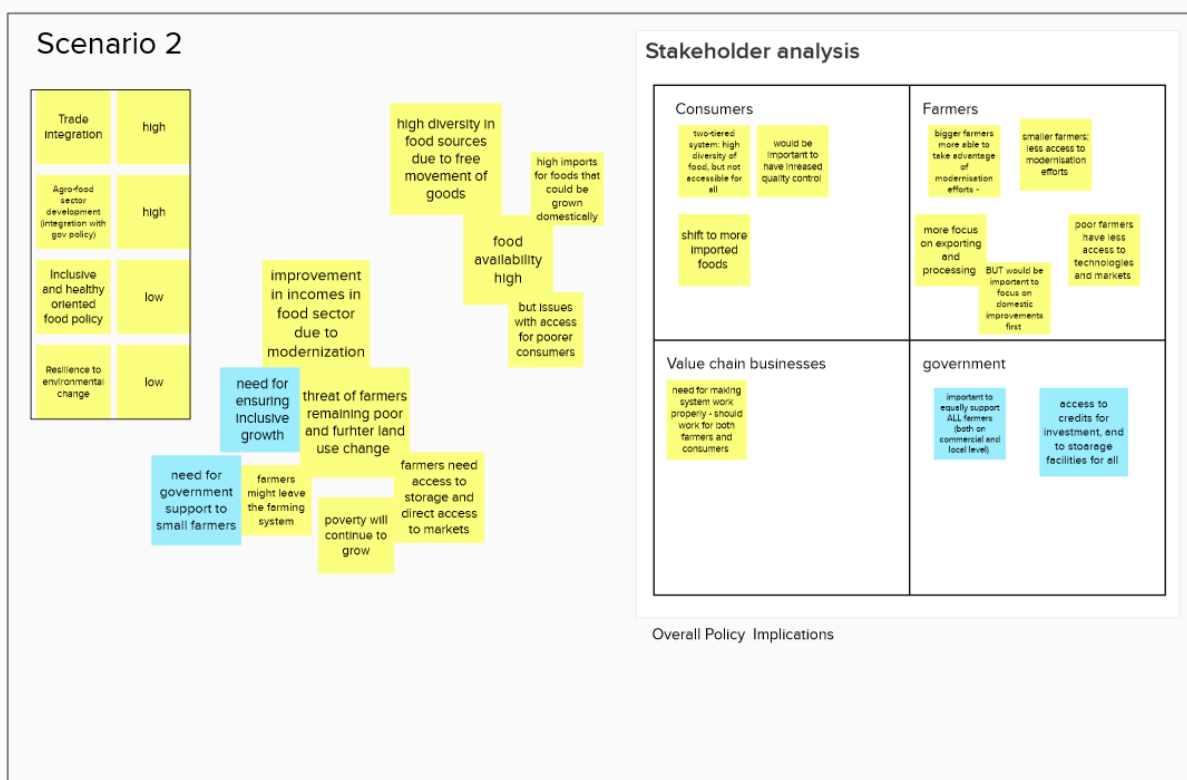 Scenario 2
Trade
integration
high
Agro-food
sector
development
(integration with
gov policy)
high
Inclusive
and healthy
oriented
food policy
low
Resilience to
environmental
change
low
high diversity in
food sources
due to free
movement of
goods
high imports
for foods that
could be
grown
domestically
food
availability
high
but issues
with access
for poorer
consumers
improvement
in incomes in
food sector
due to
modernization
need for
ensuring
inclusive
growth
threat of farmers
remaining poor
and furhter land
use change
need for
government
support to
small farmers
farmers
might leave
the farming
system
poverty will
continue to
grow
farmers need
access to
storage and
direct access
to markets
Stakeholder analysis
Consumers
two-tiered
system: high
diversity of
food, but not
accessible for
all
would be
important to
have inreased
quality control
shift to more
imported
foods
Farmers
bigger farmers
more able to
take advantage
of
modernisation
efforts -
smaller farmers:
less access to
modernisation
efforts
more focus
on exporting
and
processing
BUT would be
important to
focus on
domestic
improvements
first
poor farmers
have less
access to
technologies
and markets
Value chain businesses
need for making
system work
properly - should
work for both
farmers and
consumers
government
important to
equally support
ALL farmers
(both on
commercial and
local level)
access to
credits for
investment, and
to stoarage
facilities for all
Overall Policy Implications